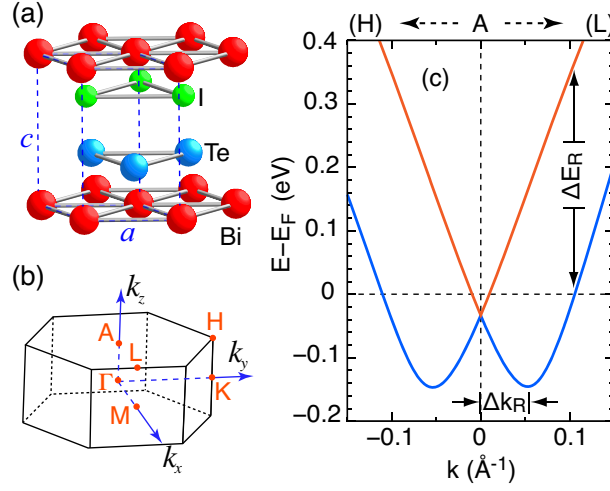 (a)
I
Te
c
a
Bi
(b)
k_z
A
H
L
k_y
Γ
K
M
k_x
(H) A (L)
(c)
0.4
0.3
0.2
0.1
0
−0.1
−0.2
E−E_F (eV)
ΔE_R
Δk_R
−0.1 0 0.1
k (Å⁻¹)